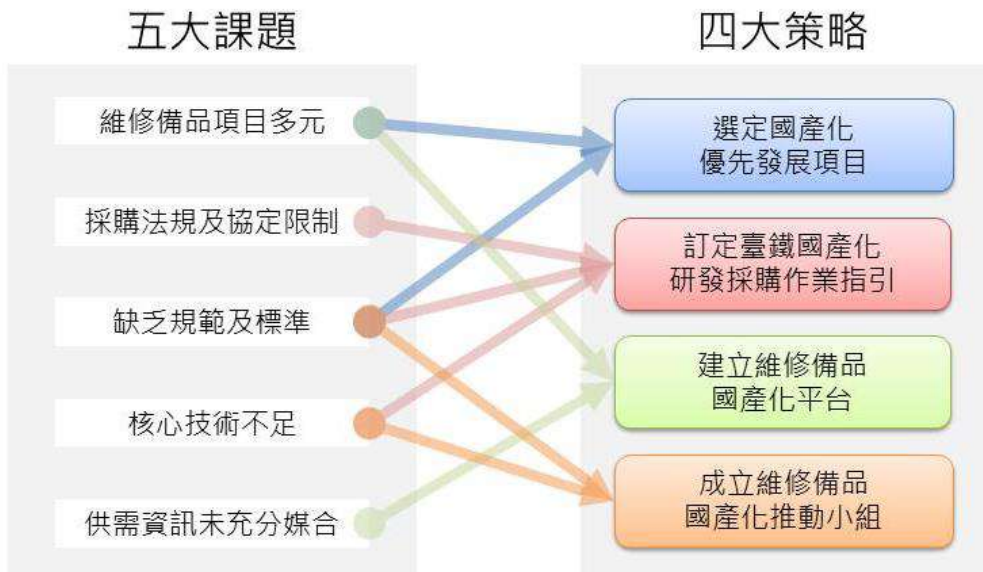 五大課題
維修備品項目多元
採購法規及協定限制
缺乏規範及標準
核心技術不足
供需資訊未充分媒合
四大策略
選定國產化
優先發展項目
訂定臺鐵國產化
研發採購作業指引
建立維修備品
國產化平台
成立維修備品
國產化推動小組